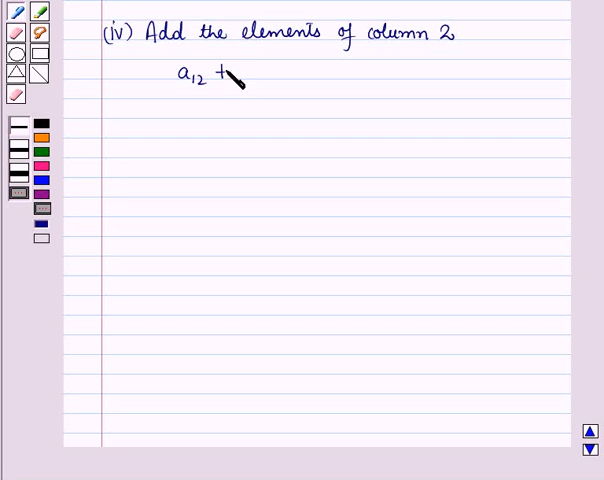 (iv) Add the elements of column 2
a₁₂ +